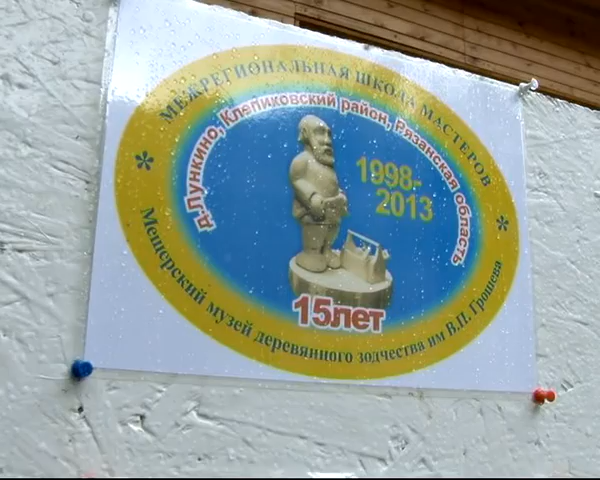 МЕЖРЕГИОНАЛЬНАЯ ШКОЛА МАСТЕРОВ
д.Лункино, Клепиковский район, Рязанская область
1998-
2013
15лет
* Мещерский музей деревянного зодчества им В.П. Грошева *